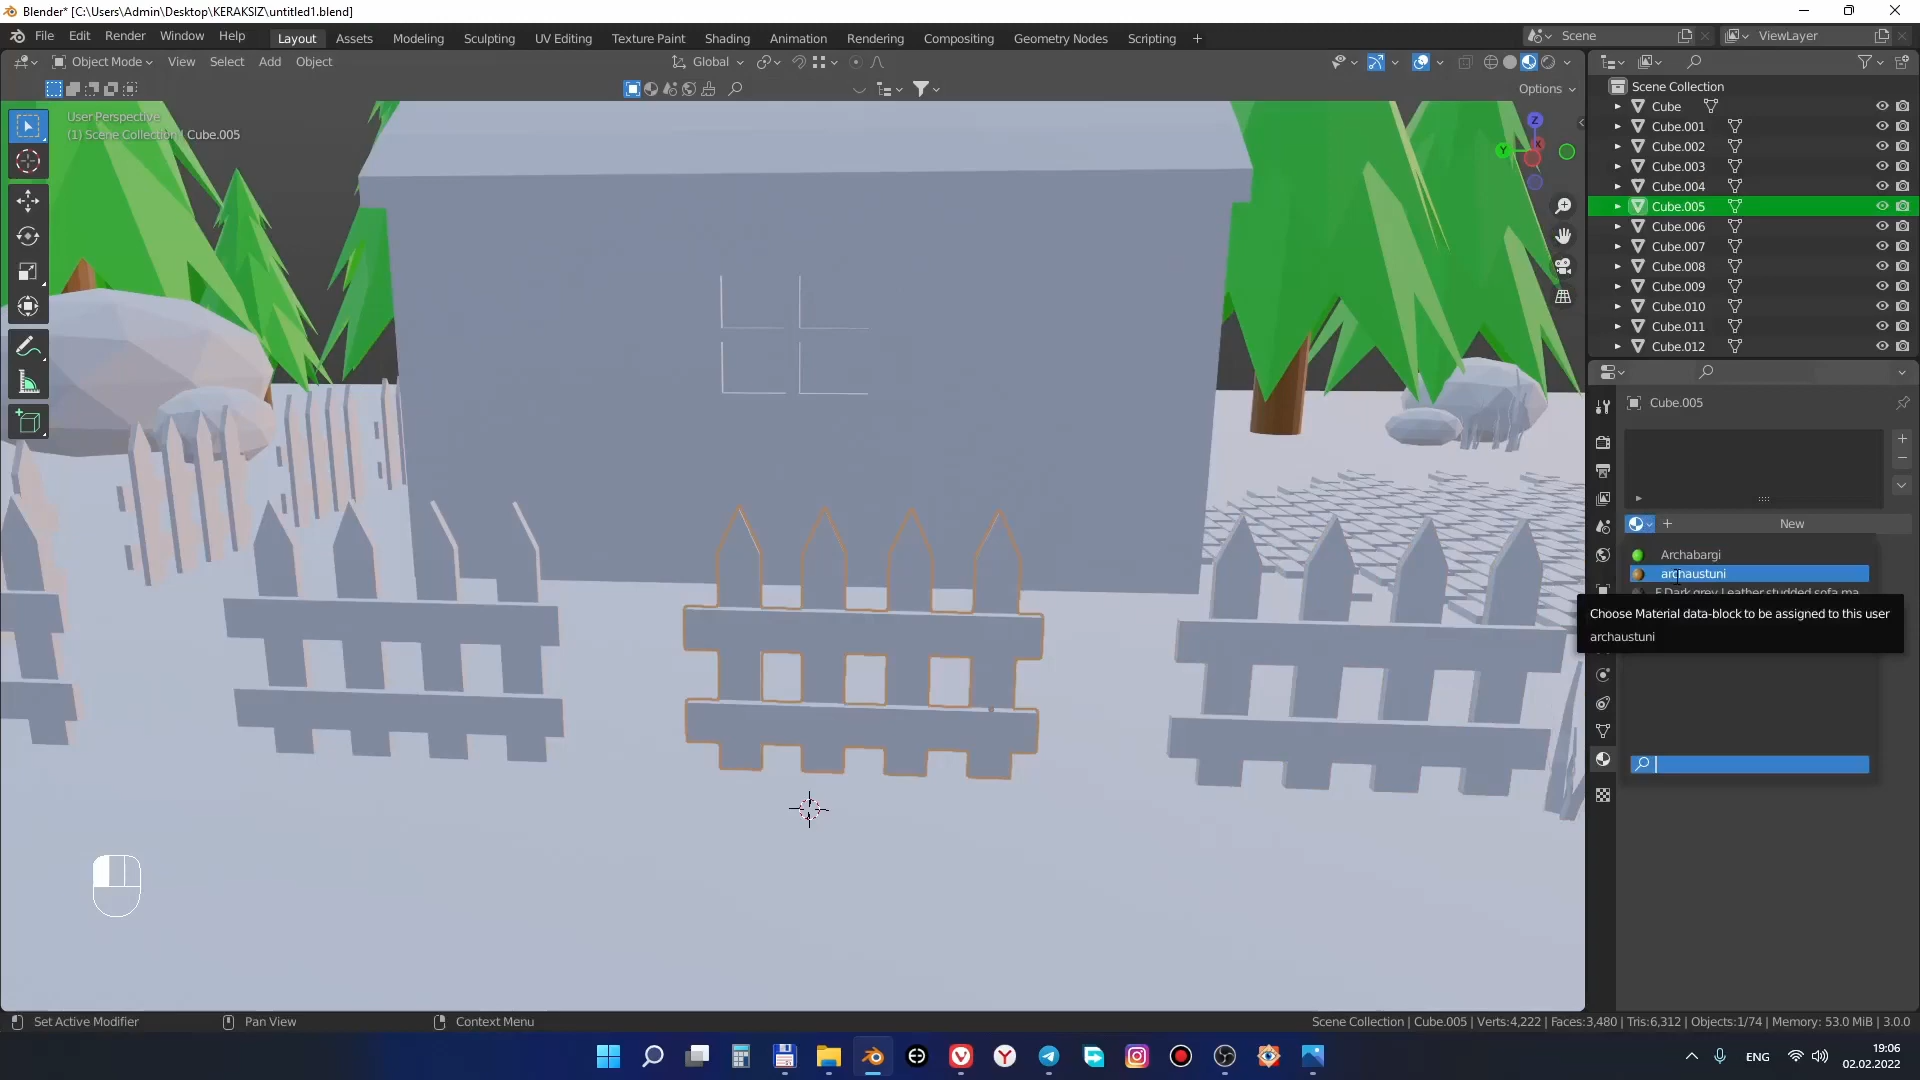 Blender* [C:\Users\Admin\Desktop\KERAKSIZ\untitled1.blend]
File Edit Render Window Help Layout Assets Modeling Sculpting UV Editing Texture Paint Shading Animation Rendering Compositing Geometry Nodes Scripting + Scene ViewLayer
Object Mode View Select Add Object Global
Options
User Perspective
(1) Scene Collection | Cube.005
Z
Y
X
Scene Collection
Cube
Cube.001
Cube.002
Cube.003
Cube.004
Cube.005
Cube.006
Cube.007
Cube.008
Cube.009
Cube.010
Cube.011
Cube.012
Cube.005
New
Archabargi
archaustuni
F Dark grey Leather studded sofa ma
Choose Material data-block to be assigned to this user
archaustuni
Set Active Modifier Pan View Context Menu Scene Collection | Cube.005 | Verts:4,222 | Faces:3,480 | Tris:6,312 | Objects:1/74 | Memory: 53.0 MiB | 3.0.0
ENG
19:06
02.02.2022